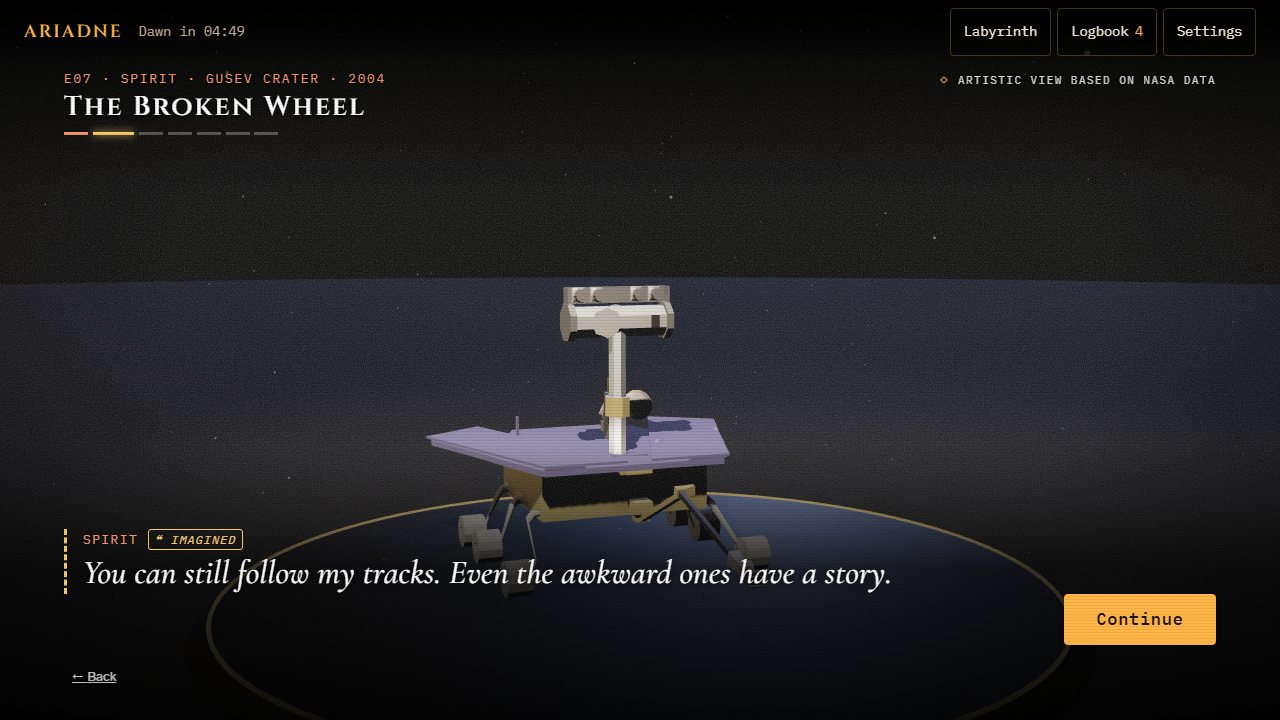 ARIADNE Dawn in 04:49 Labyrinth Logbook 4 Settings
E07 · SPIRIT · GUSEV CRATER · 2004
◇ ARTISTIC VIEW BASED ON NASA DATA
The Broken Wheel
SPIRIT ❝ IMAGINED
You can still follow my tracks. Even the awkward ones have a story.
Continue
← Back